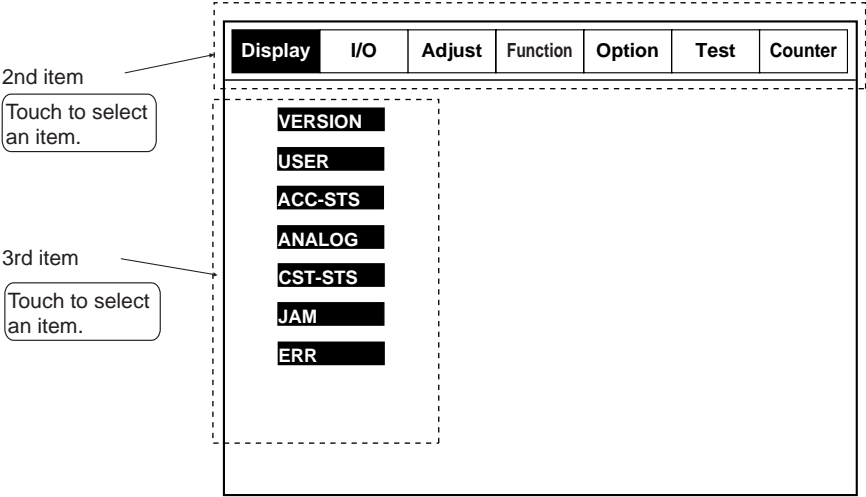 Display I/O Adjust Function Option Test Counter
2nd item
Touch to select
an item.
VERSION
USER
ACC-STS
ANALOG
3rd item
CST-STS
Touch to select
an item.
JAM
ERR